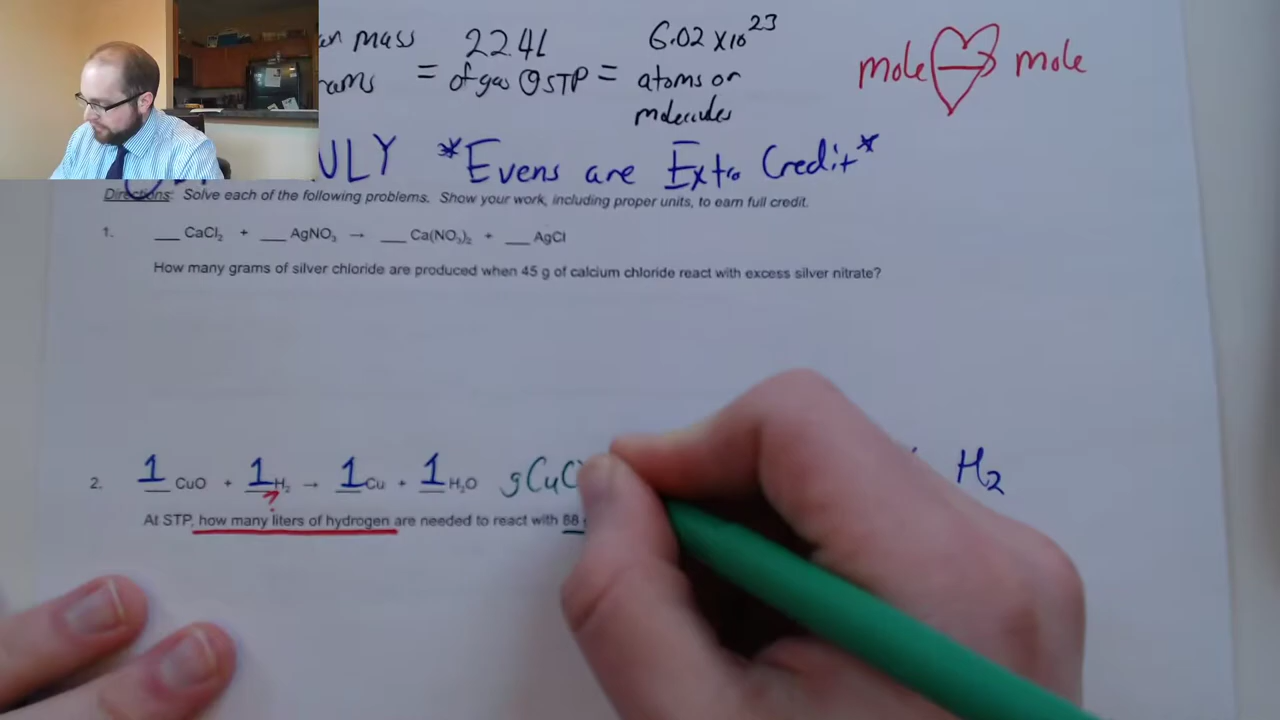 mass 22.4L 6.02 x 10^23
= of gas @ STP = atoms or mole → mole
molecules
*Evens are Extra Credit*
Directions: Solve each of the following problems. Show your work, including proper units, to earn full credit.
1. ___ CaCl₂ + ___ AgNO₃ → ___ Ca(NO₃)₂ + ___ AgCl
How many grams of silver chloride are produced when 45 g of calcium chloride react with excess silver nitrate?
2. 1 CuO + 1 H₂ → 1 Cu + 1 H₂O g H₂
At STP, how many liters of hydrogen are needed to react with 88